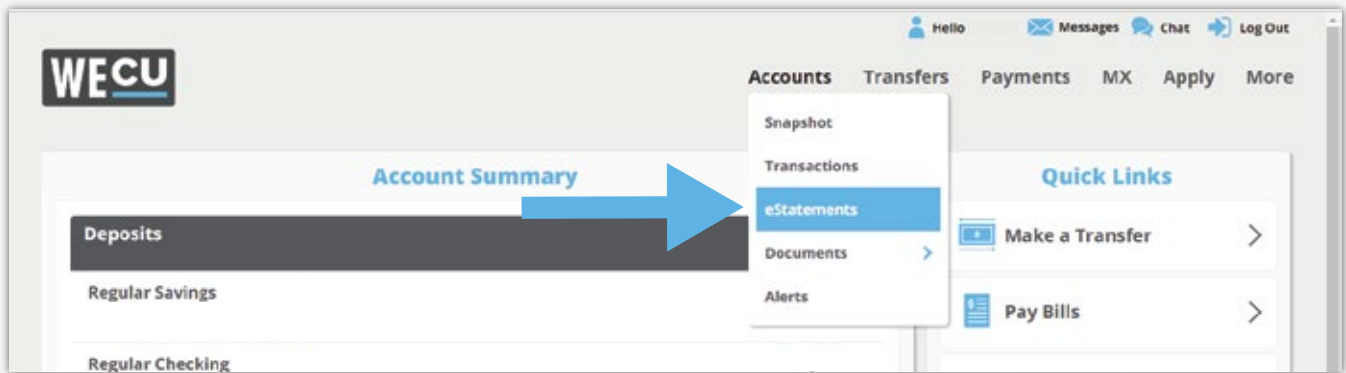 Hello Messages Chat Log Out
WECU
Accounts Transfers Payments MX Apply More
Snapshot
Transactions
eStatements
Documents
Alerts
Account Summary
Deposits
Regular Savings
Regular Checking
Quick Links
Make a Transfer
Pay Bills